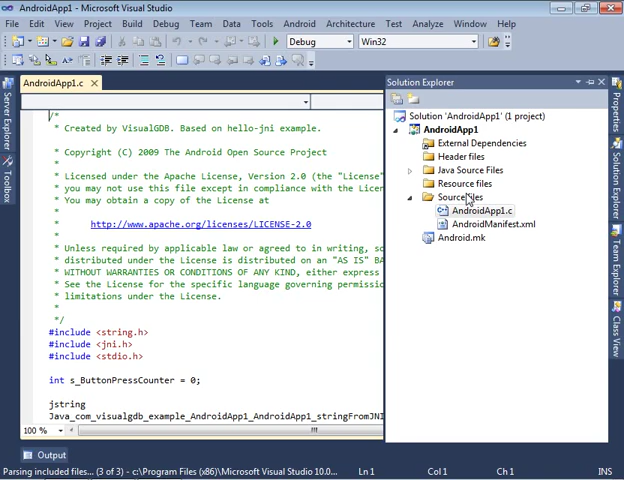 AndroidApp1 - Microsoft Visual Studio
File Edit View Project Build Debug Team Data Tools Android Architecture Test Analyze Window Help
Debug Win32
AndroidApp1.c
/*
* Created by VisualGDB. Based on hello-jni example.
*
* Copyright (C) 2009 The Android Open Source Project
*
* Licensed under the Apache License, Version 2.0 (the "License"
* you may not use this file except in compliance with the Licen
* You may obtain a copy of the License at
*
* http://www.apache.org/licenses/LICENSE-2.0
*
* Unless required by applicable law or agreed to in writing, so
* distributed under the License is distributed on an "AS IS" BA
* WITHOUT WARRANTIES OR CONDITIONS OF ANY KIND, either express
* See the License for the specific language governing permissio
* limitations under the License.
*
*/
#include <string.h>
#include <jni.h>
#include <stdio.h>
int s_ButtonPressCounter = 0;
jstring
Java_com_visualgdb_example_AndroidApp1_AndroidApp1_stringFromJNI
100 %
Solution Explorer
Solution 'AndroidApp1' (1 project)
AndroidApp1
External Dependencies
Header files
Java Source Files
Resource files
Source files
AndroidApp1.c
AndroidManifest.xml
Android.mk
Server Explorer
Toolbox
Properties
Solution Explorer
Team Explorer
Class View
Output
Parsing included files... (3 of 3) - c:\Program Files (x86)\Microsoft Visual Studio 10.0... Ln 1 Col 1 Ch 1 INS